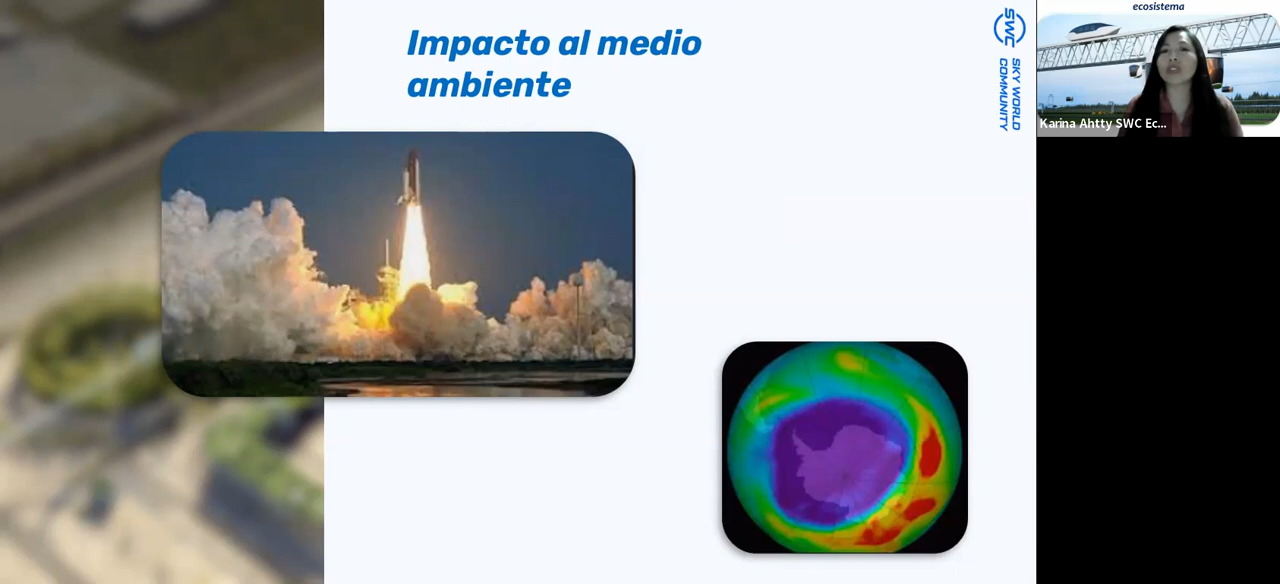 Impacto al medio
ambiente
SWC
SKY WORLD
COMMUNITY
ecosistema
Karina Ahtty SWC Ec...